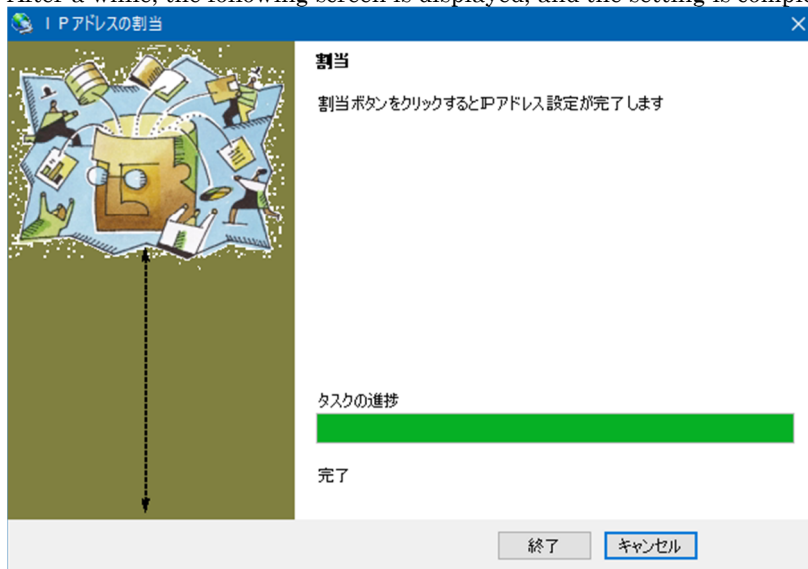 After a while, the following screen is displayed, and the setting is comple
ＩＰアドレスの割当
割当
割当ボタンをクリックするとIPアドレス設定が完了します
タスクの進捗
完了
終了
キャンセル